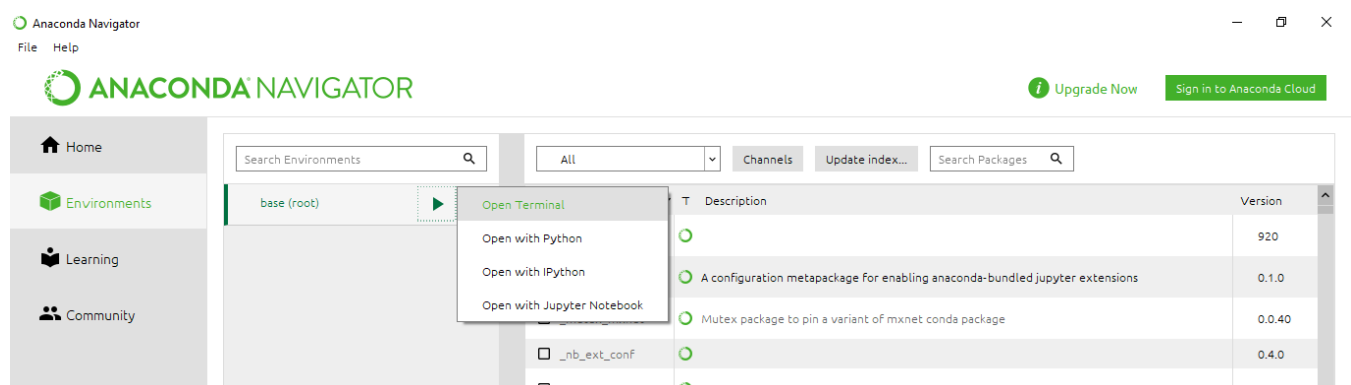 Anaconda Navigator
File Help
ANACONDA NAVIGATOR
i Upgrade Now
Sign in to Anaconda Cloud
Home
Environments
Learning
Community
Search Environments
base (root)
Open Terminal
Open with Python
Open with IPython
Open with Jupyter Notebook
All
Channels
Update index...
Search Packages
T Description Version
920
A configuration metapackage for enabling anaconda-bundled jupyter extensions 0.1.0
Mutex package to pin a variant of mxnet conda package 0.0.40
_nb_ext_conf 0.4.0